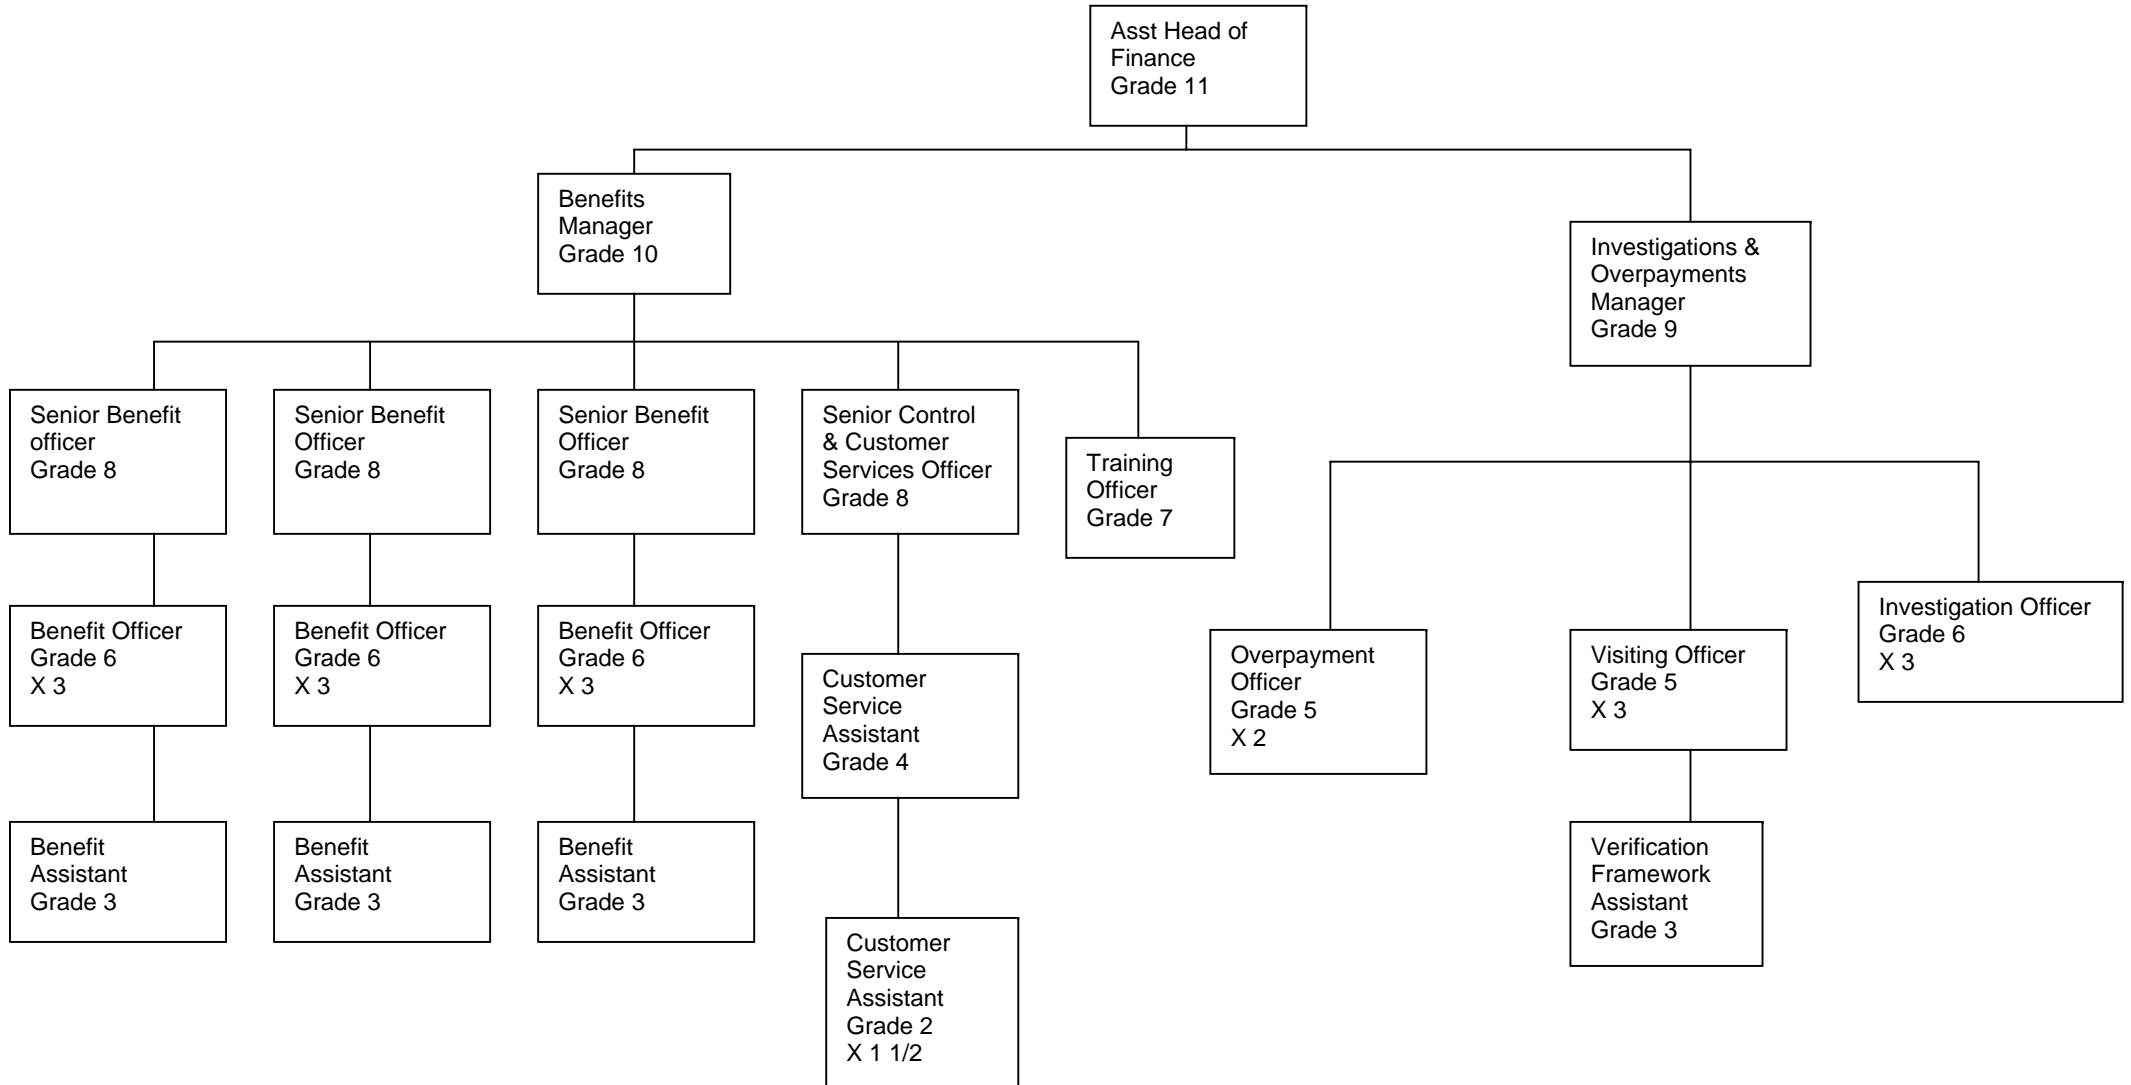 Asst Head of
Finance
Grade 11
Benefits
Manager
Grade 10
Investigations &
Overpayments
Manager
Grade 9
Senior Benefit
officer
Grade 8
Senior Benefit
Officer
Grade 8
Senior Benefit
Officer
Grade 8
Senior Control
& Customer
Services Officer
Grade 8
Training
Officer
Grade 7
Benefit Officer
Grade 6
X 3
Benefit Officer
Grade 6
X 3
Benefit Officer
Grade 6
X 3
Customer
Service
Assistant
Grade 4
Overpayment
Officer
Grade 5
X 2
Visiting Officer
Grade 5
X 3
Investigation Officer
Grade 6
X 3
Benefit
Assistant
Grade 3
Benefit
Assistant
Grade 3
Benefit
Assistant
Grade 3
Customer
Service
Assistant
Grade 2
X 1 1/2
Verification
Framework
Assistant
Grade 3